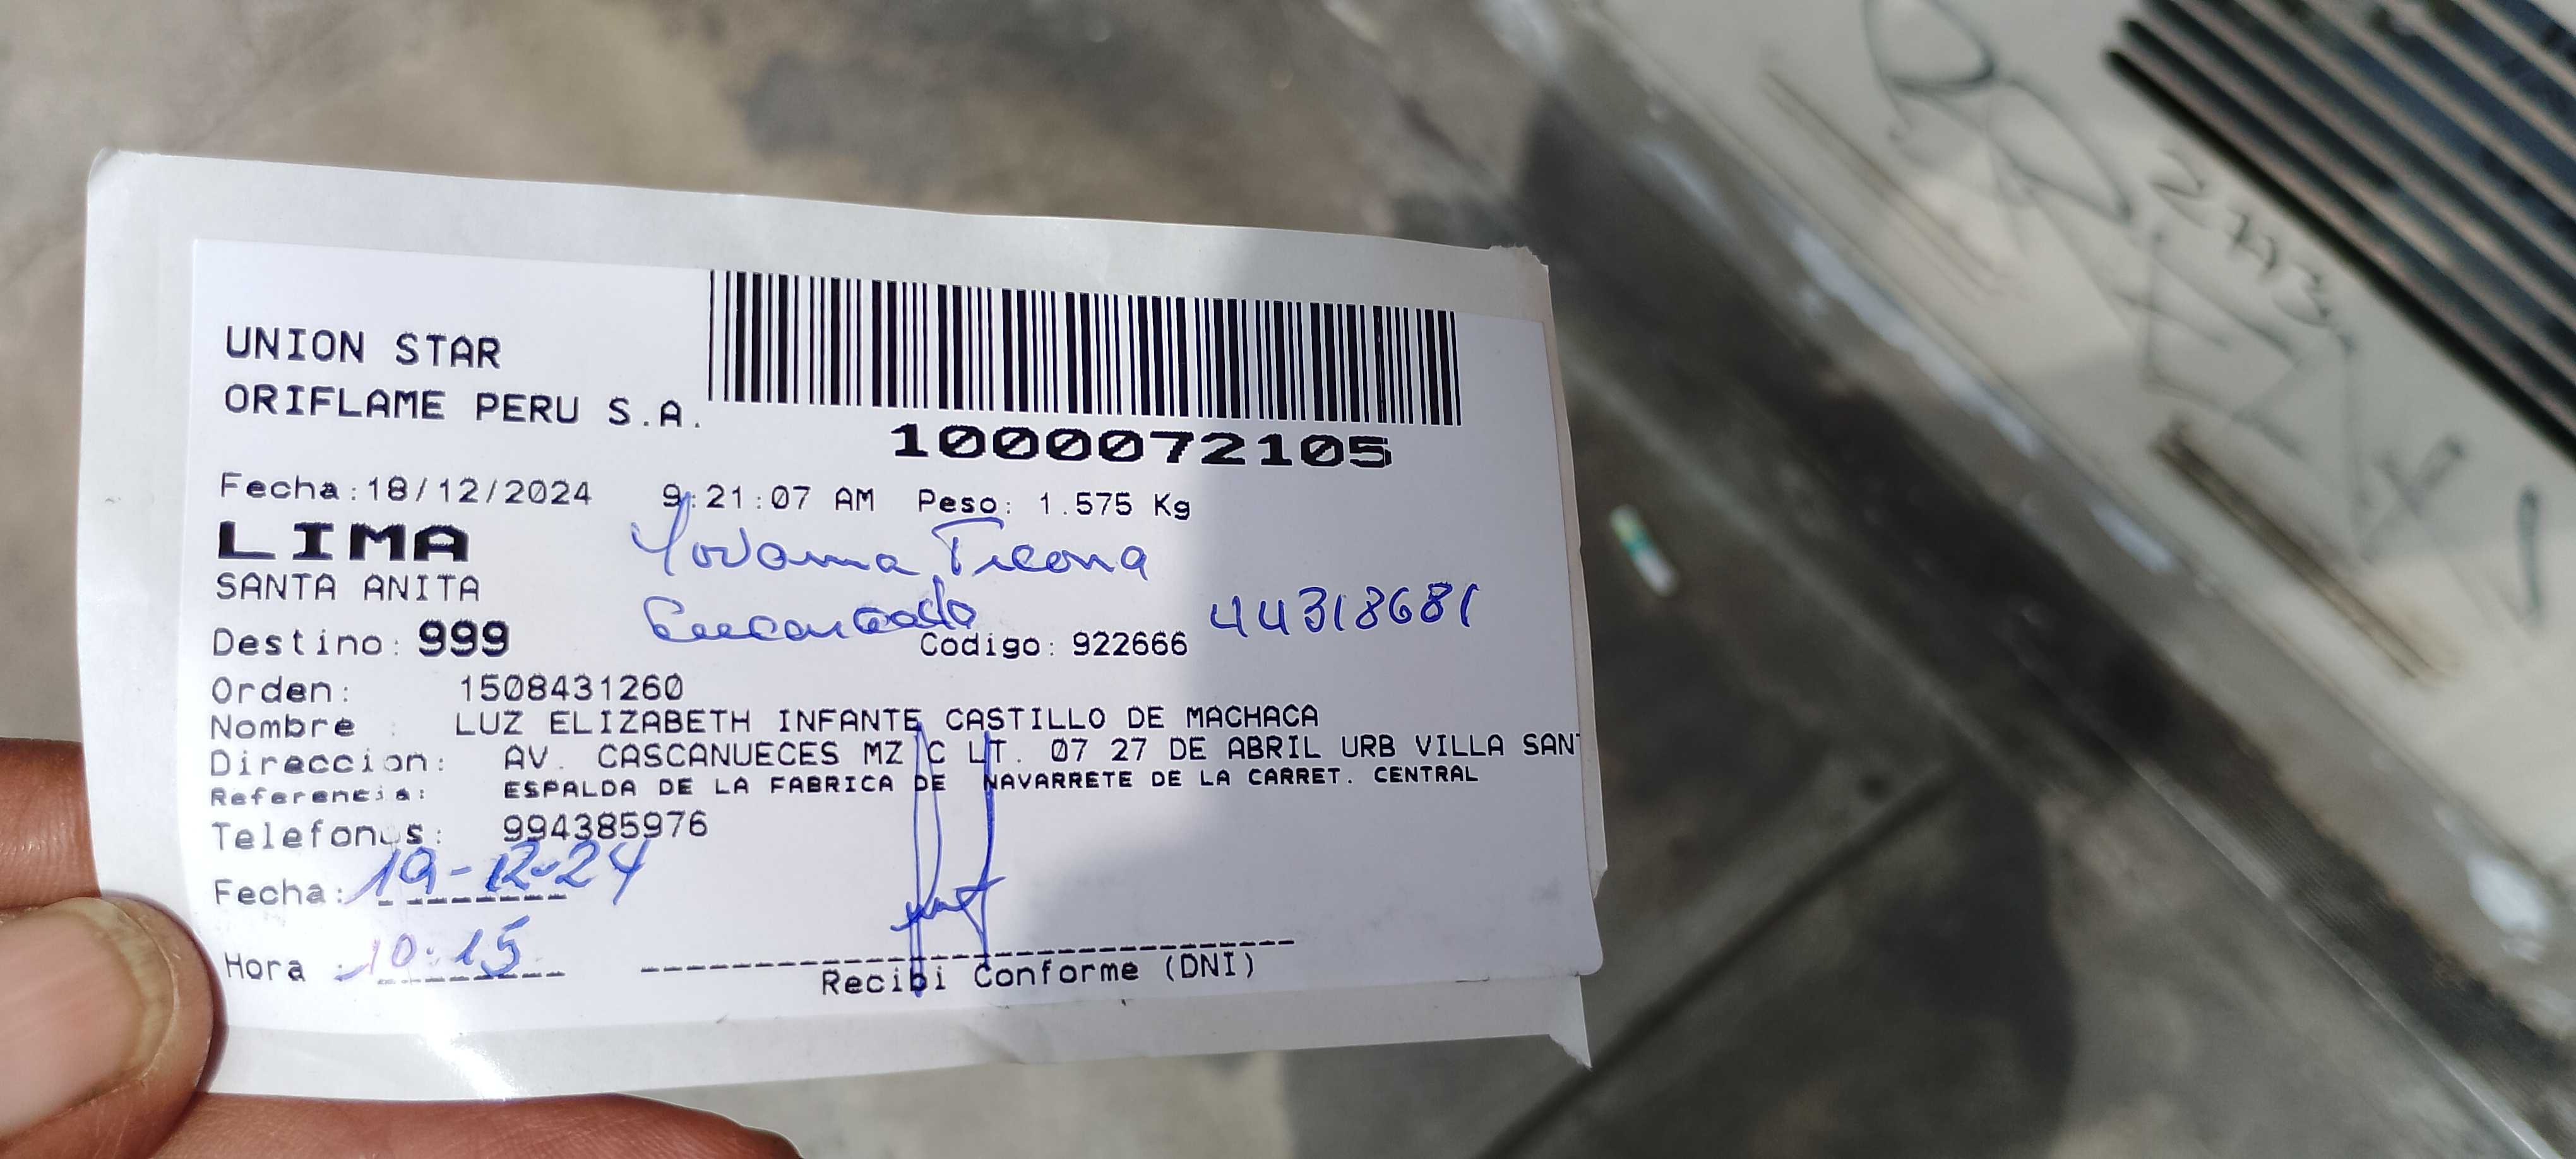 UNION STAR
ORIFLAME PERU S.A.
1000072105
Fecha:18/12/2024 9:21:07 AM Peso: 1.575 Kg
LIMA
Ticona
SANTA ANITA
44318681
Destino: 999 Codigo: 922666
Orden: 1508431260
Nombre : LUZ ELIZABETH INFANTE CASTILLO DE MACHACA
Direccion: AV. CASCANUECES MZ C LT. 07 27 DE ABRIL URB VILLA SANT
Referencia: ESPALDA DE LA FABRICA DE NAVARRETE DE LA CARRET. CENTRAL
Telefonos: 994385976
Fecha: 19-12-24
Hora : 10:15
Recibi Conforme (DNI)